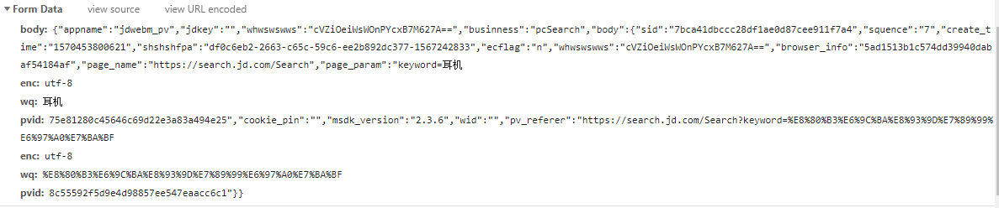 Form Data view source view URL encoded
body: {"appname":"jdwebm_pv","jdkey":"","whwswswws":"cVZiOeiWsWOnPYcxB7M627A==","businness":"pcSearch","body":{"sid":"7bca41dbccc28df1ae0d87cee911f7a4","squence":"7","create_t
ime":"1570453800621","shshshfpa":"df0c6eb2-2663-c65c-59c6-ee2b892dc377-1567242833","ecflag":"n","whwswswws":"cVZiOeiWsWOnPYcxB7M627A==","browser_info":"5ad1513b1c574dd39940dab
af54184af","page_name":"https://search.jd.com/Search","page_param":"keyword=耳机
enc: utf-8
wq: 耳机
pvid: 75e81280c45646c69d22e3a83a494e25","cookie_pin":"","msdk_version":"2.3.6","wid":"","pv_referer":"https://search.jd.com/Search?keyword=%E8%80%B3%E6%9C%BA%E8%93%9D%E7%89%99%
E6%97%A0%E7%BA%BF
enc: utf-8
wq: %E8%80%B3%E6%9C%BA%E8%93%9D%E7%89%99%E6%97%A0%E7%BA%BF
pvid: 8c55592f5d9e4d98857ee547eaacc6c1"}}